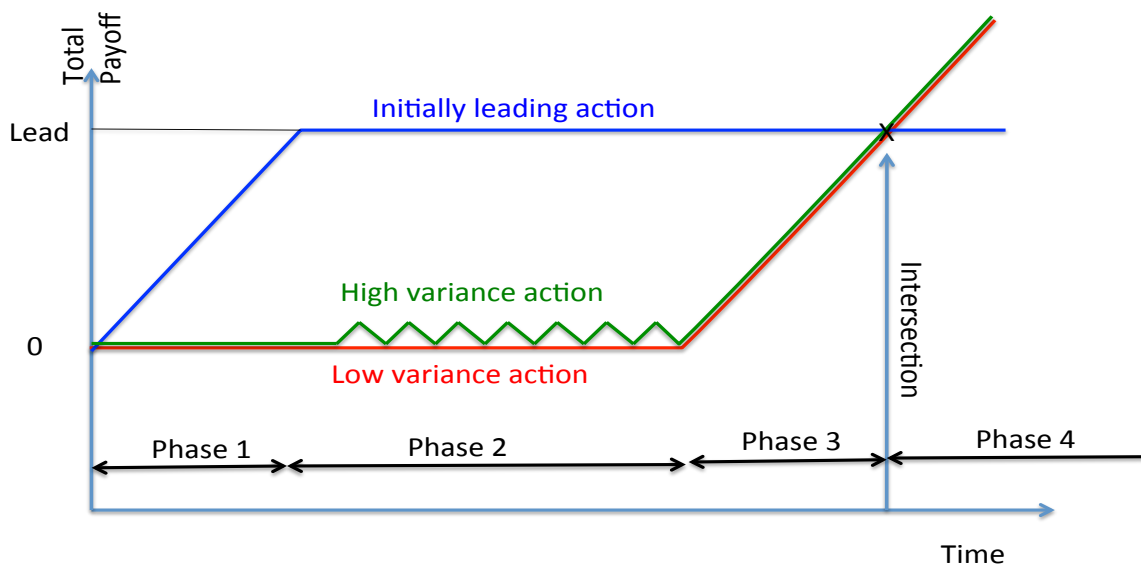 Total
Payoff
Lead
Initially leading action
High variance action
0
Low variance action
Intersection
Phase 1
Phase 2
Phase 3
Phase 4
X
Time